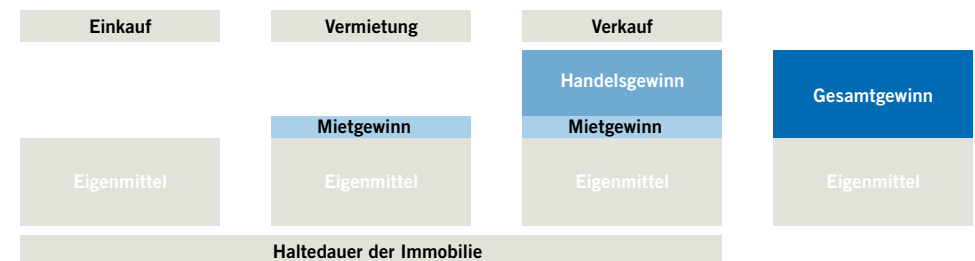 Einkauf
Vermietung
Verkauf
Handelsgewinn
Gesamtgewinn
Mietgewinn
Mietgewinn
Eigenmittel
Eigenmittel
Eigenmittel
Eigenmittel
Haltedauer der Immobilie